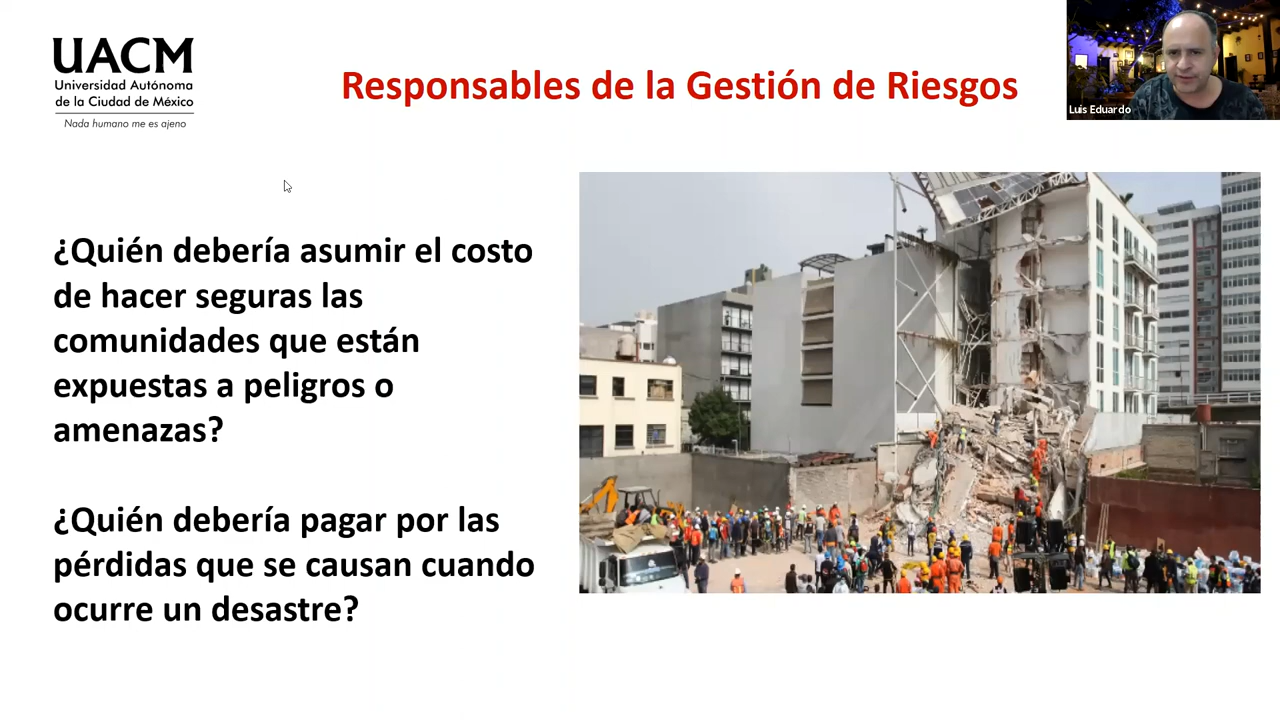 UACM
Universidad Autónoma
de la Ciudad de México
Nada humano me es ajeno
Responsables de la Gestión de Riesgos
Luis Eduardo
¿Quién debería asumir el costo
de hacer seguras las
comunidades que están
expuestas a peligros o
amenazas?
¿Quién debería pagar por las
pérdidas que se causan cuando
ocurre un desastre?